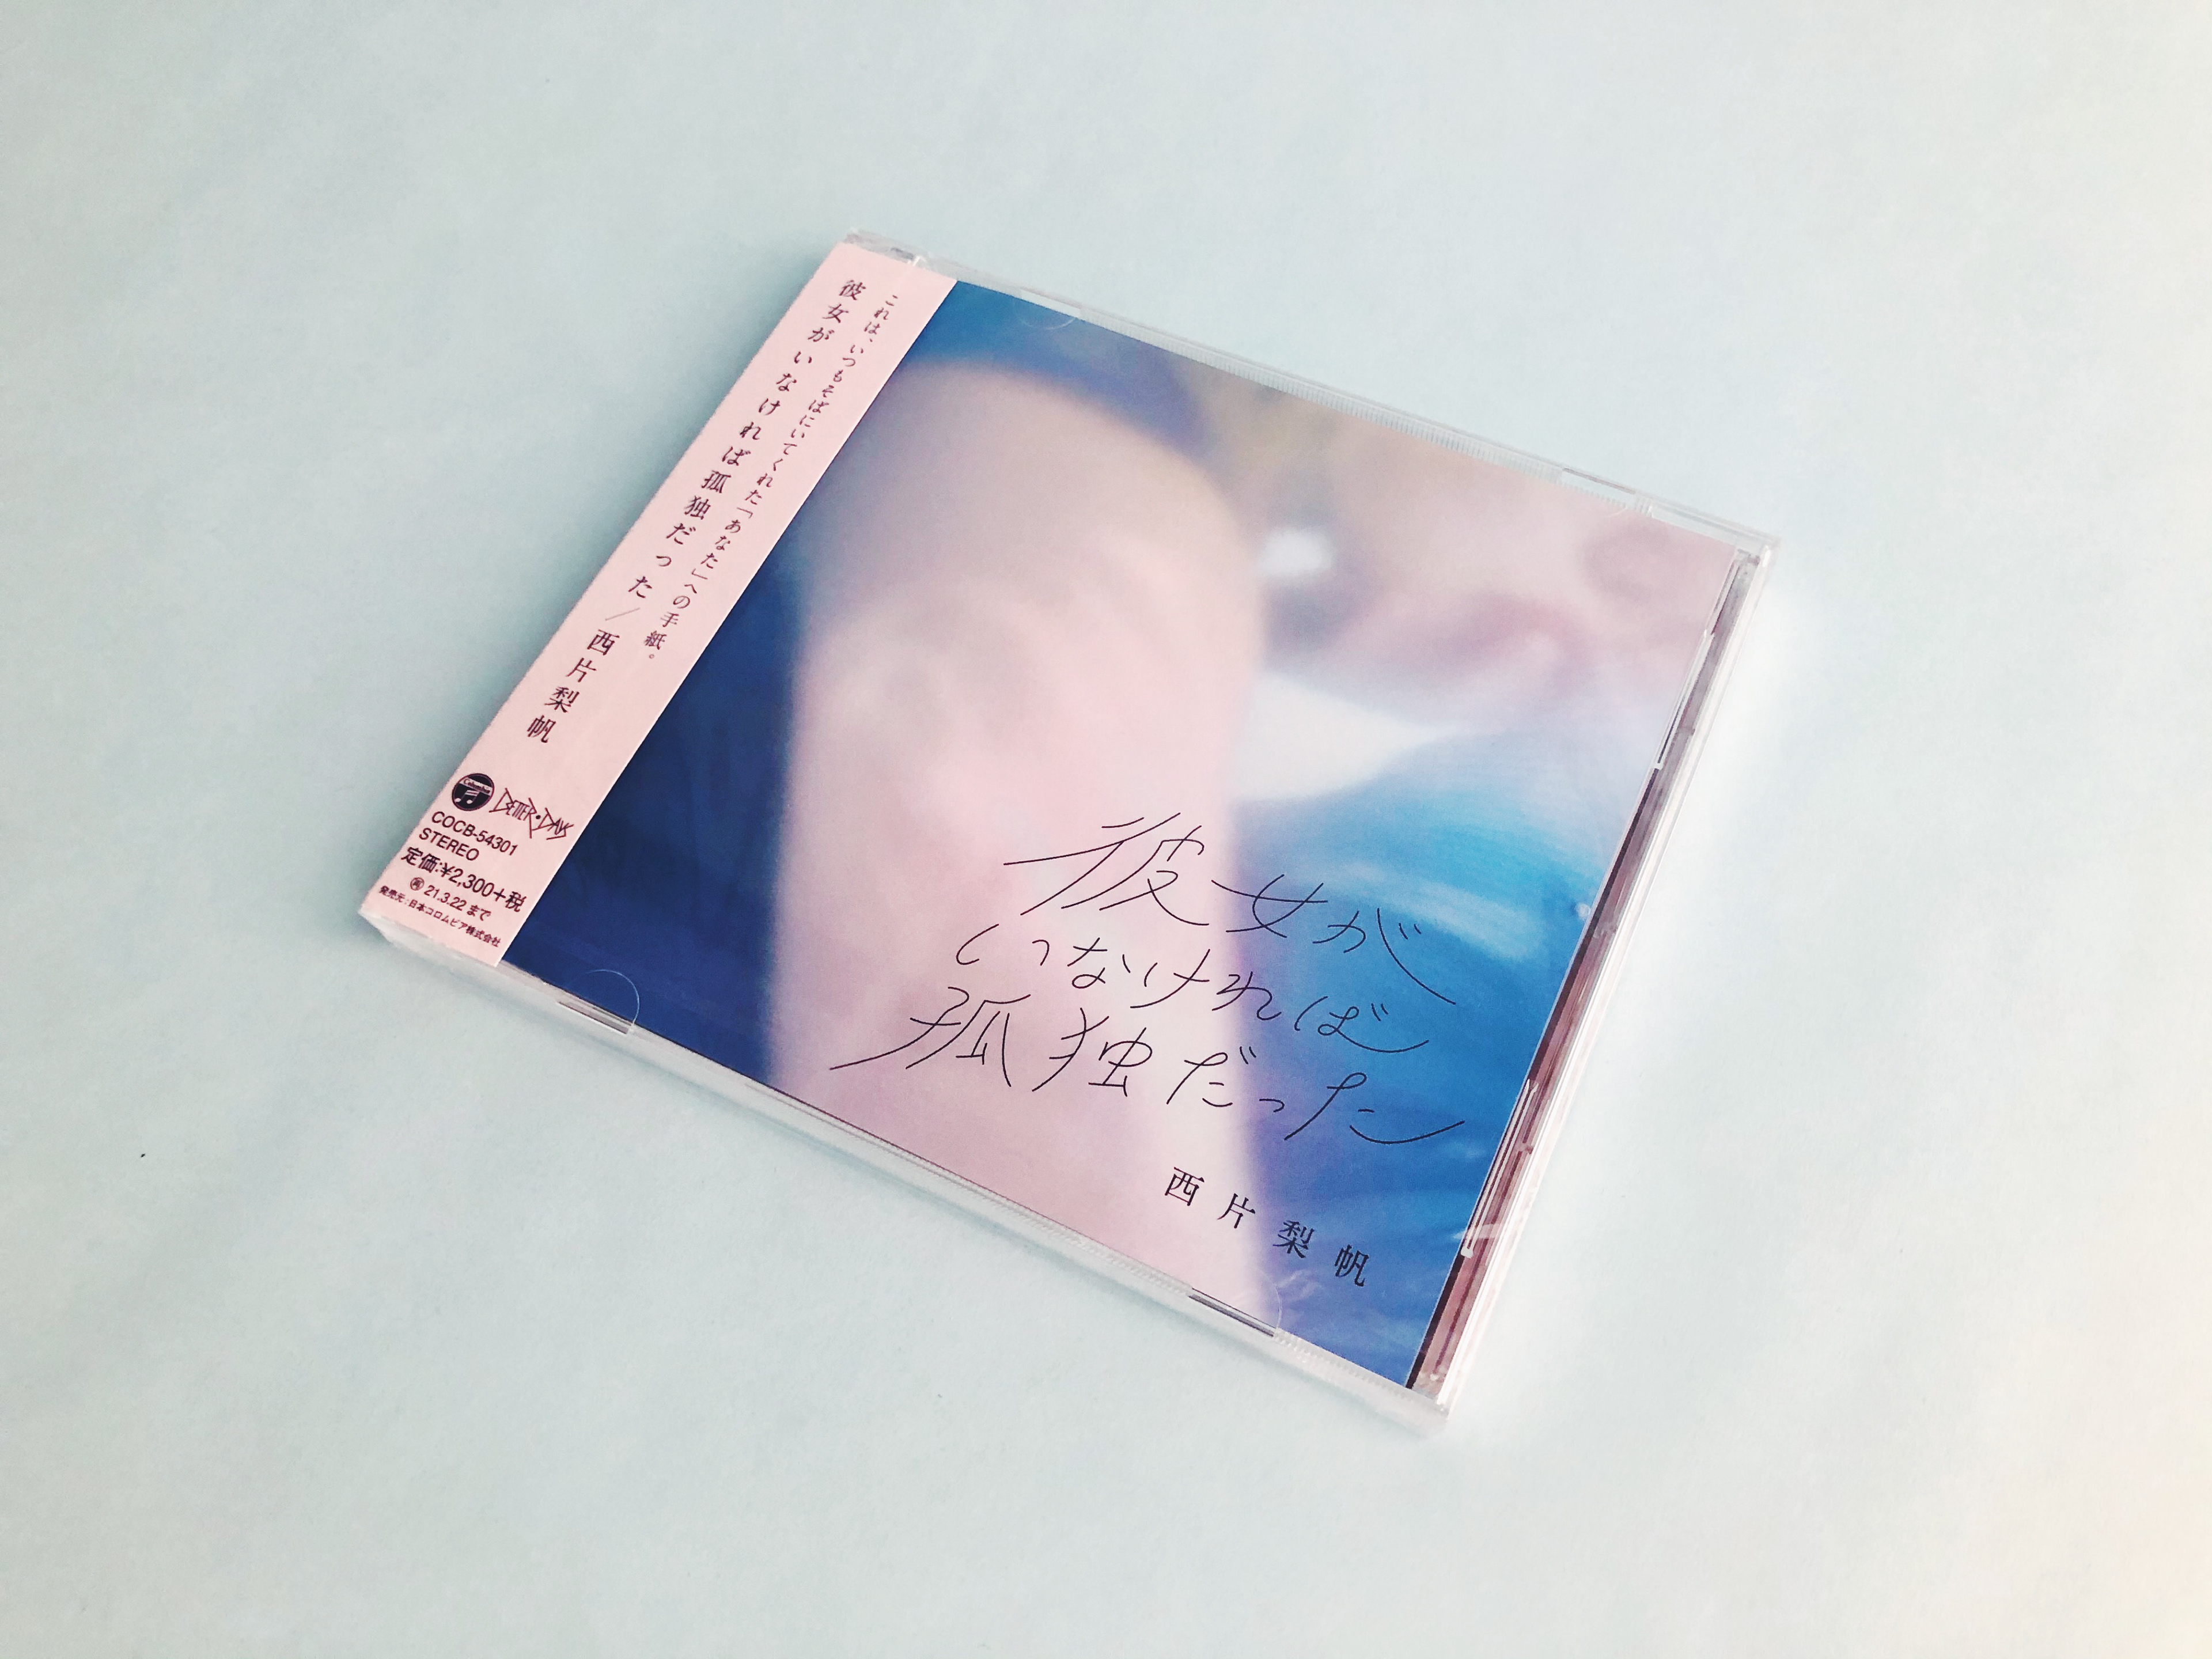 これは、いつもそばにいてくれた「あなた」への手紙。
彼女がいなければ孤独だった／西片梨帆
Columbia
BETTER・DAYS
COCB-54301
STEREO
定価:¥2,300+税
再 21.3.22 まで
発売元:日本コロムビア株式会社
彼女が
いなければ
孤独だった
西片梨帆